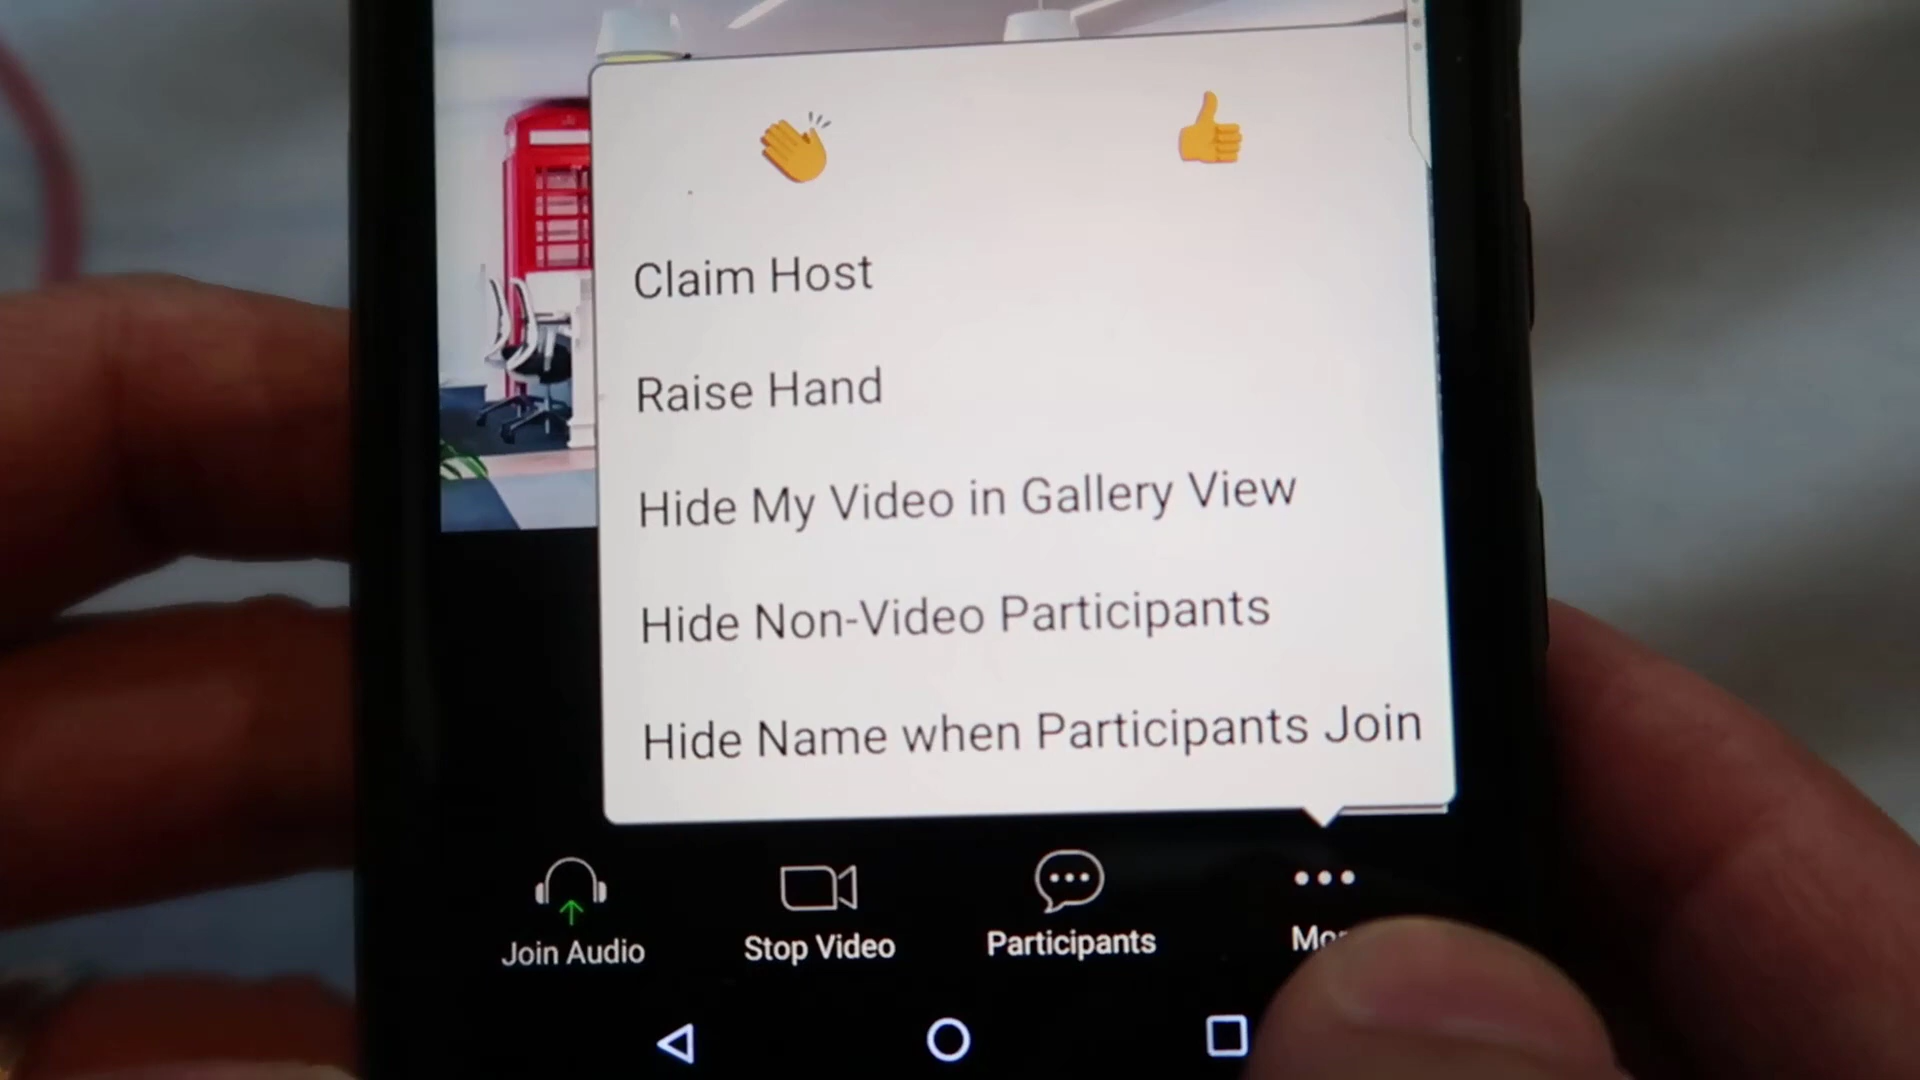 Claim Host
Raise Hand
Hide My Video in Gallery View
Hide Non-Video Participants
Hide Name when Participants Join
Join Audio
Stop Video
Participants